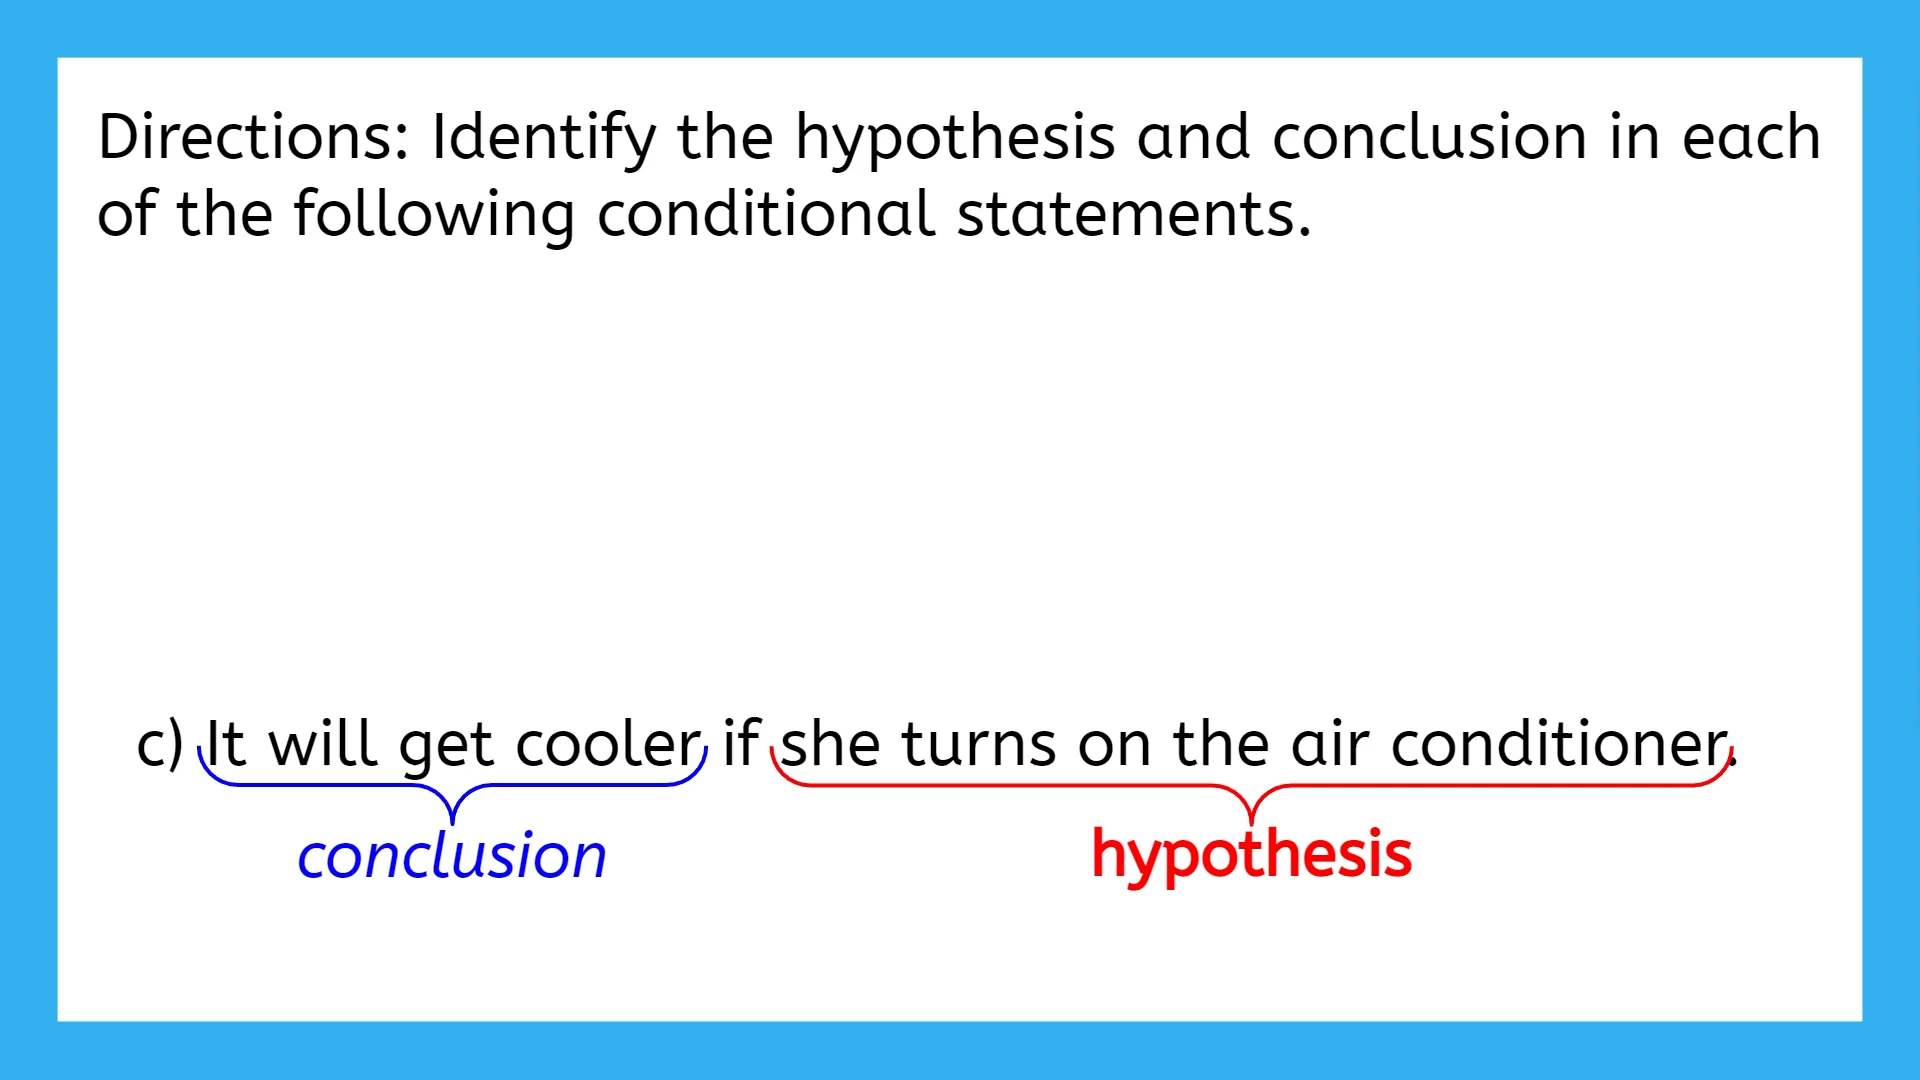 Directions: Identify the hypothesis and conclusion in each
of the following conditional statements.
c) It will get cooler if she turns on the air conditioner.
conclusion
hypothesis